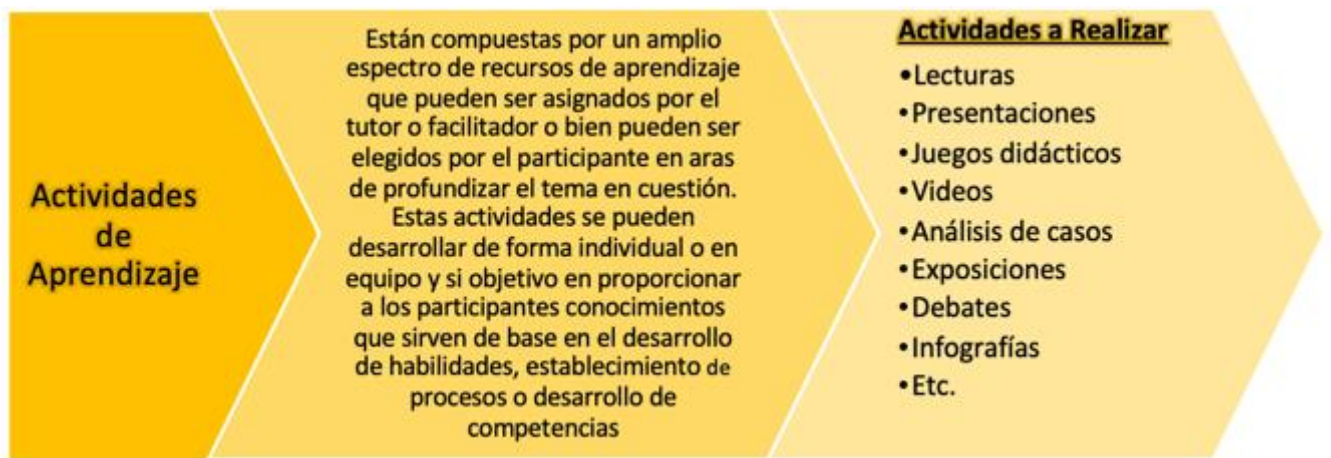 Actividades
de
Aprendizaje
Están compuestas por un amplio
espectro de recursos de aprendizaje
que pueden ser asignados por el
tutor o facilitador o bien pueden ser
elegidos por el participante en aras
de profundizar el tema en cuestión.
Estas actividades se pueden
desarrollar de forma individual o en
equipo y si objetivo en proporcionar
a los participantes conocimientos
que sirven de base en el desarrollo
de habilidades, establecimiento de
procesos o desarrollo de
competencias
Actividades a Realizar
•Lecturas
•Presentaciones
•Juegos didácticos
•Videos
•Análisis de casos
•Exposiciones
•Debates
•Infografías
•Etc.